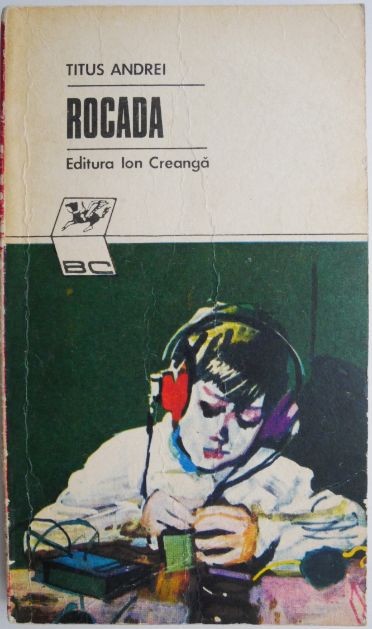 TITUS ANDREI
ROCADA
Editura Ion Creangă
BC